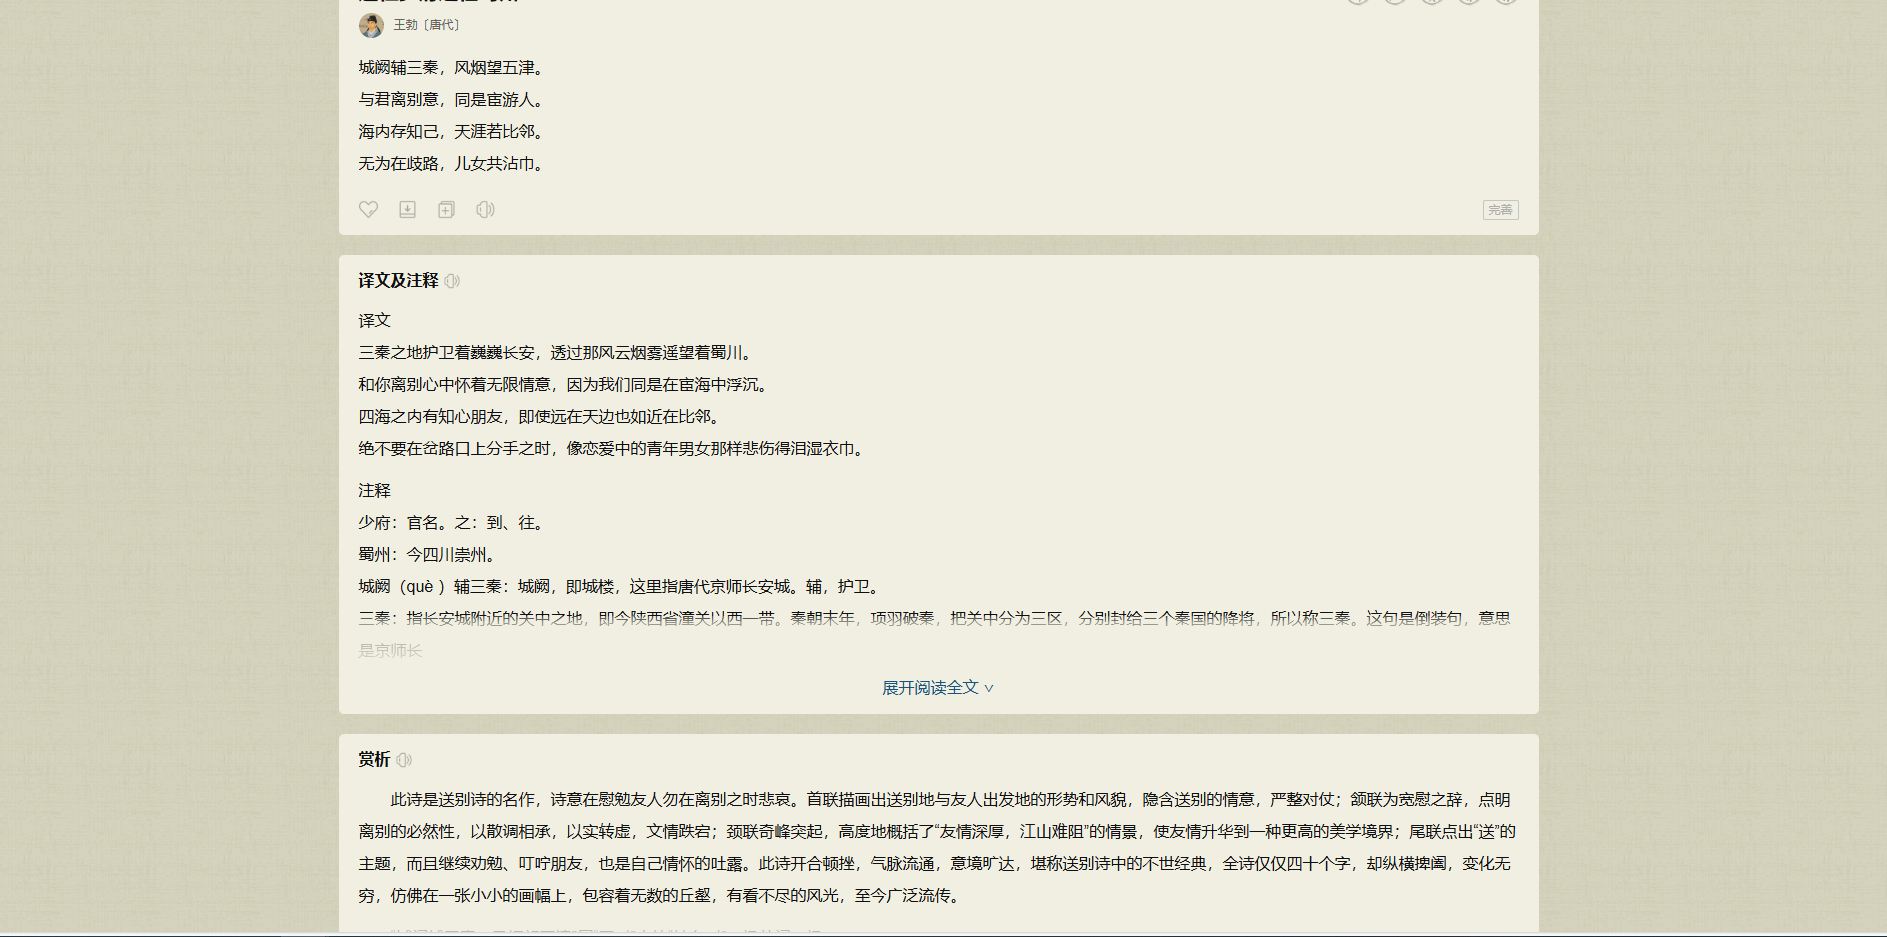 王勃〔唐代〕
城阙辅三秦，风烟望五津。
与君离别意，同是宦游人。
海内存知己，天涯若比邻。
无为在歧路，儿女共沾巾。
完善
译文及注释
译文
三秦之地护卫着巍巍长安，透过那风云烟雾遥望着蜀川。
和你离别心中怀着无限情意，因为我们同是在宦海中浮沉。
四海之内有知心朋友，即使远在天边也如近在比邻。
绝不要在岔路口上分手之时，像恋爱中的青年男女那样悲伤得泪湿衣巾。
注释
少府：官名。之：到、往。
蜀州：今四川崇州。
城阙（què ）辅三秦：城阙，即城楼，这里指唐代京师长安城。辅，护卫。
三秦：指长安城附近的关中之地，即今陕西省潼关以西一带。秦朝末年，项羽破秦，把关中分为三区，分别封给三个秦国的降将，所以称三秦。这句是倒装句，意思
是京师长
展开阅读全文 ∨
赏析
此诗是送别诗的名作，诗意在慰勉友人勿在离别之时悲哀。首联描画出送别地与友人出发地的形势和风貌，隐含送别的情意，严整对仗；颔联为宽慰之辞，点明
离别的必然性，以散调相承，以实转虚，文情跌宕；颈联奇峰突起，高度地概括了“友情深厚，江山难阻”的情景，使友情升华到一种更高的美学境界；尾联点出“送”的
主题，而且继续劝勉、叮咛朋友，也是自己情怀的吐露。此诗开合顿挫，气脉流通，意境旷达，堪称送别诗中的不世经典，全诗仅仅四十个字，却纵横捭阖，变化无
穷，仿佛在一张小小的画幅上，包容着无数的丘壑，有看不尽的风光，至今广泛流传。